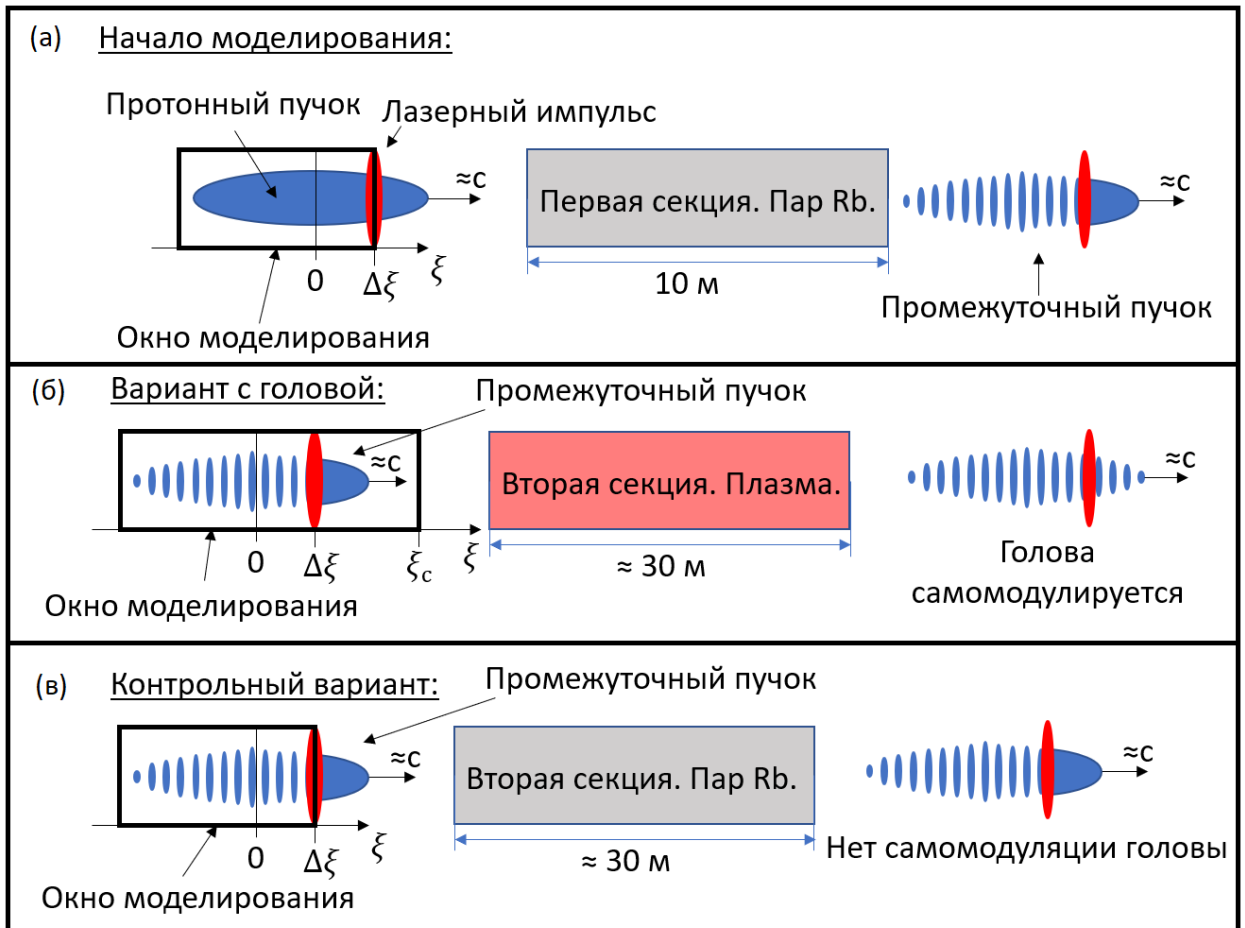 (а) Начало моделирования:
Протонный пучок
Лазерный импульс
≈c
≈c
Первая секция. Пар Rb.
0
Δξ
ξ
10 м
Промежуточный пучок
Окно моделирования
(б) Вариант с головой:
Промежуточный пучок
≈c
≈c
Вторая секция. Плазма.
0
Δξ
ξc
ξ
≈ 30 м
Голова
самомодулируется
Окно моделирования
(в) Контрольный вариант:
Промежуточный пучок
≈c
≈c
Вторая секция. Пар Rb.
0
Δξ
ξ
≈ 30 м
Нет самомодуляции головы
Окно моделирования